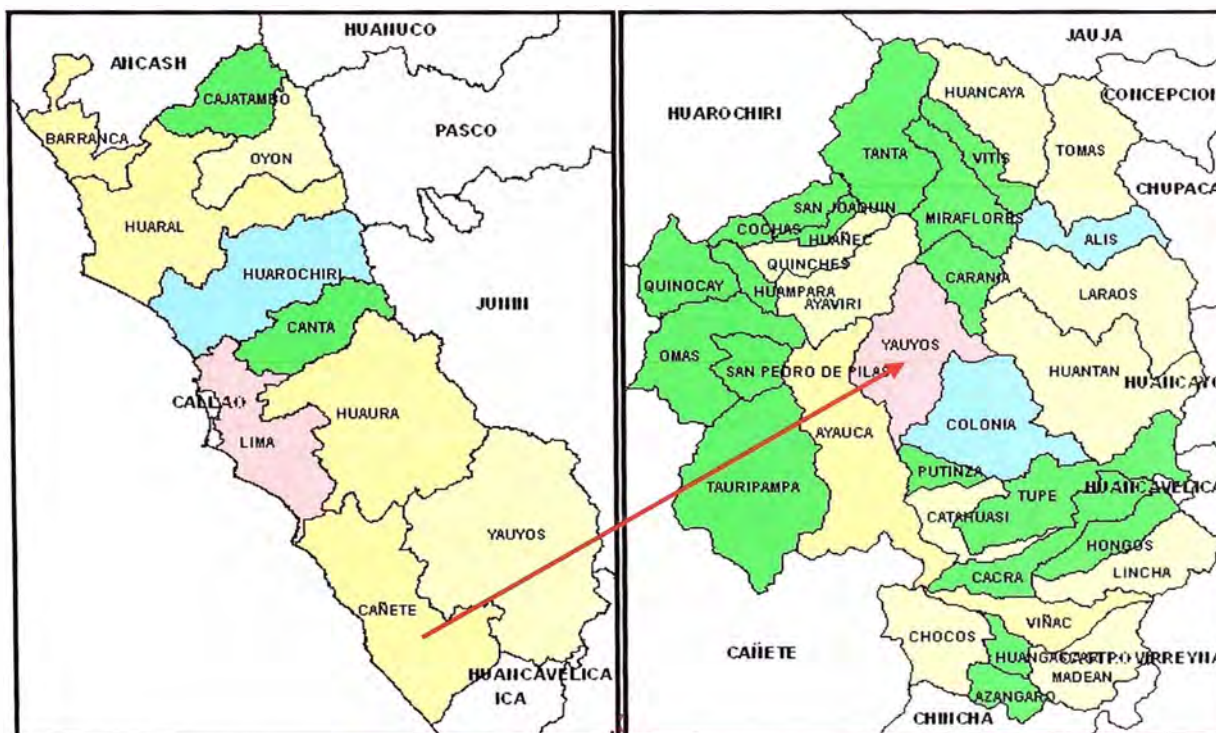 HUANUCO
ANCASH
CAJATAMBO
PASCO
BARRANCA
OYON
HUARAL
HUAROCHIRI
JUNIN
CANTA
CALLAO
HUAURA
LIMA
YAUYOS
CAÑETE
HUANCAVELICA
ICA
JAUJA
HUANCAYA
CONCEPCION
HUAROCHIRI
TANTA
VITIS
TOMAS
CHUPACA
SAN JOAQUIN
MIRAFLORES
COCHAS
HUAÑEC
ALIS
QUINCHES
CARANIA
QUINOCAY
HUAMPARA
AYAVIRI
LARAOS
YAUYOS
OMAS
SAN PEDRO DE PILAS
HUANTAN
HUANCAYO
COLONIA
AYAUCA
PUTINZA
TAURIPAMPA
TUPE
HUANCAVELICA
CATAHUASI
HONGOS
CACRA
LINCHA
VIÑAC
CHOCOS
CAÑETE
MADEAN
AZANGARO
CHINCHA